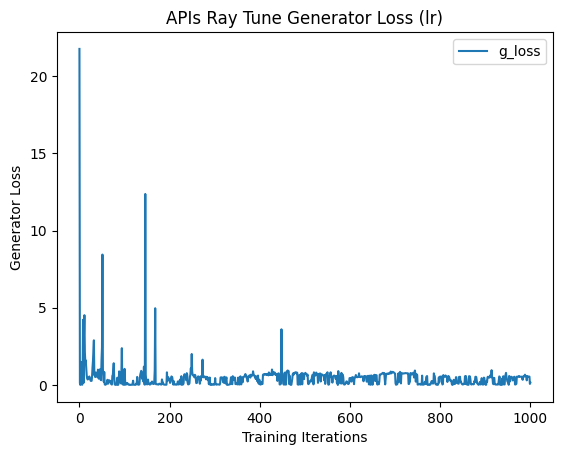 APIs Ray Tune Generator Loss (lr)
g_loss
Generator Loss
20
15
10
5
0
0 200 400 600 800 1000
Training Iterations